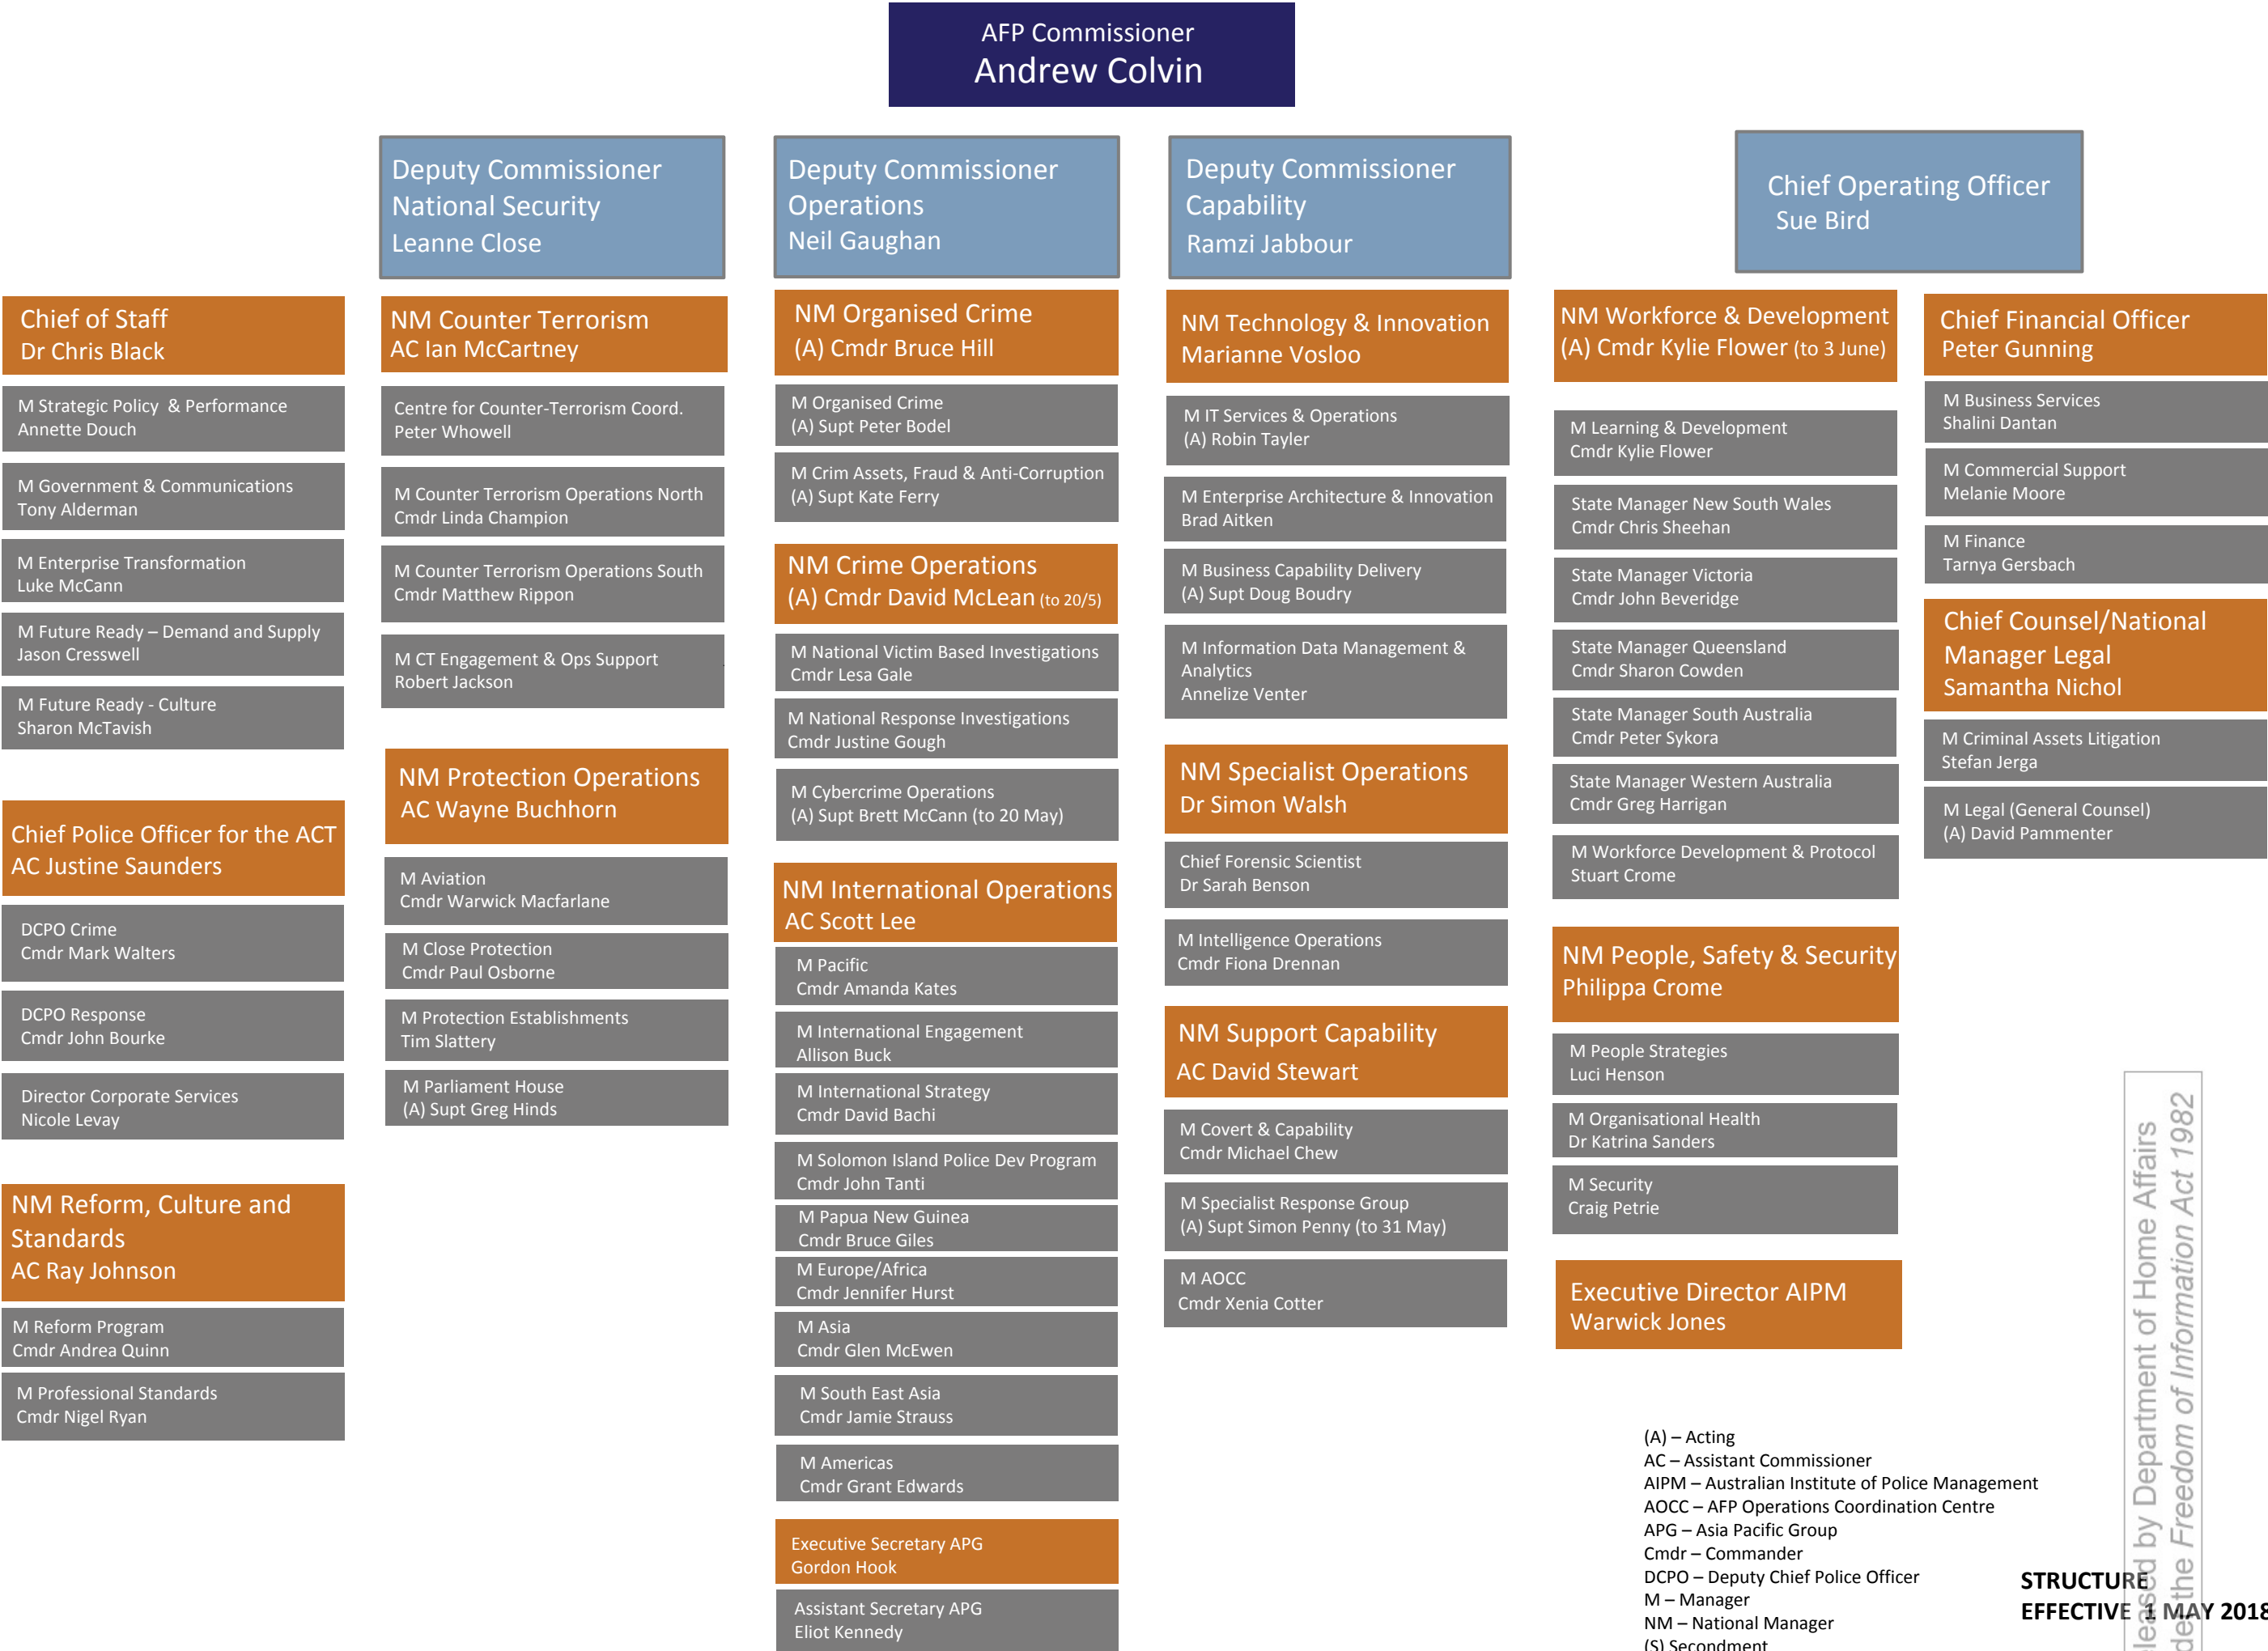 AFP Commissioner
Andrew Colvin
Deputy Commissioner
National Security
Leanne Close
Deputy Commissioner
Operations
Neil Gaughan
Deputy Commissioner
Capability
Ramzi Jabbour
Chief Operating Officer
Sue Bird
Chief of Staff
Dr Chris Black
M Strategic Policy & Performance
Annette Douch
M Government & Communications
Tony Alderman
M Enterprise Transformation
Luke McCann
M Future Ready – Demand and Supply
Jason Cresswell
M Future Ready - Culture
Sharon McTavish
Chief Police Officer for the ACT
AC Justine Saunders
DCPO Crime
Cmdr Mark Walters
DCPO Response
Cmdr John Bourke
Director Corporate Services
Nicole Levay
NM Reform, Culture and
Standards
AC Ray Johnson
M Reform Program
Cmdr Andrea Quinn
M Professional Standards
Cmdr Nigel Ryan
NM Counter Terrorism
AC Ian McCartney
Centre for Counter-Terrorism Coord.
Peter Whowell
M Counter Terrorism Operations North
Cmdr Linda Champion
M Counter Terrorism Operations South
Cmdr Matthew Rippon
M CT Engagement & Ops Support
Robert Jackson
NM Protection Operations
AC Wayne Buchhorn
M Aviation
Cmdr Warwick Macfarlane
M Close Protection
Cmdr Paul Osborne
M Protection Establishments
Tim Slattery
M Parliament House
(A) Supt Greg Hinds
NM Organised Crime
(A) Cmdr Bruce Hill
M Organised Crime
(A) Supt Peter Bodel
M Crim Assets, Fraud & Anti-Corruption
(A) Supt Kate Ferry
NM Crime Operations
(A) Cmdr David McLean (to 20/5)
M National Victim Based Investigations
Cmdr Lesa Gale
M National Response Investigations
Cmdr Justine Gough
M Cybercrime Operations
(A) Supt Brett McCann (to 20 May)
NM International Operations
AC Scott Lee
M Pacific
Cmdr Amanda Kates
M International Engagement
Allison Buck
M International Strategy
Cmdr David Bachi
M Solomon Island Police Dev Program
Cmdr John Tanti
M Papua New Guinea
Cmdr Bruce Giles
M Europe/Africa
Cmdr Jennifer Hurst
M Asia
Cmdr Glen McEwen
M South East Asia
Cmdr Jamie Strauss
M Americas
Cmdr Grant Edwards
Executive Secretary APG
Gordon Hook
Assistant Secretary APG
Eliot Kennedy
NM Technology & Innovation
Marianne Vosloo
M IT Services & Operations
(A) Robin Tayler
M Enterprise Architecture & Innovation
Brad Aitken
M Business Capability Delivery
(A) Supt Doug Boudry
M Information Data Management &
Analytics
Annelize Venter
NM Specialist Operations
Dr Simon Walsh
Chief Forensic Scientist
Dr Sarah Benson
M Intelligence Operations
Cmdr Fiona Drennan
NM Support Capability
AC David Stewart
M Covert & Capability
Cmdr Michael Chew
M Specialist Response Group
(A) Supt Simon Penny (to 31 May)
M AOCC
Cmdr Xenia Cotter
NM Workforce & Development
(A) Cmdr Kylie Flower (to 3 June)
M Learning & Development
Cmdr Kylie Flower
State Manager New South Wales
Cmdr Chris Sheehan
State Manager Victoria
Cmdr John Beveridge
State Manager Queensland
Cmdr Sharon Cowden
State Manager South Australia
Cmdr Peter Sykora
State Manager Western Australia
Cmdr Greg Harrigan
M Workforce Development & Protocol
Stuart Crome
NM People, Safety & Security
Philippa Crome
M People Strategies
Luci Henson
M Organisational Health
Dr Katrina Sanders
M Security
Craig Petrie
Executive Director AIPM
Warwick Jones
Chief Financial Officer
Peter Gunning
M Business Services
Shalini Dantan
M Commercial Support
Melanie Moore
M Finance
Tarnya Gersbach
Chief Counsel/National
Manager Legal
Samantha Nichol
M Criminal Assets Litigation
Stefan Jerga
M Legal (General Counsel)
(A) David Pammenter
(A) – Acting
AC – Assistant Commissioner
AIPM – Australian Institute of Police Management
AOCC – AFP Operations Coordination Centre
APG – Asia Pacific Group
Cmdr – Commander
DCPO – Deputy Chief Police Officer
M – Manager
NM – National Manager
(S) Secondment
STRUCTURE
EFFECTIVE 1 MAY 2018
by Department of Home Affairs
the Freedom of Information Act 1982